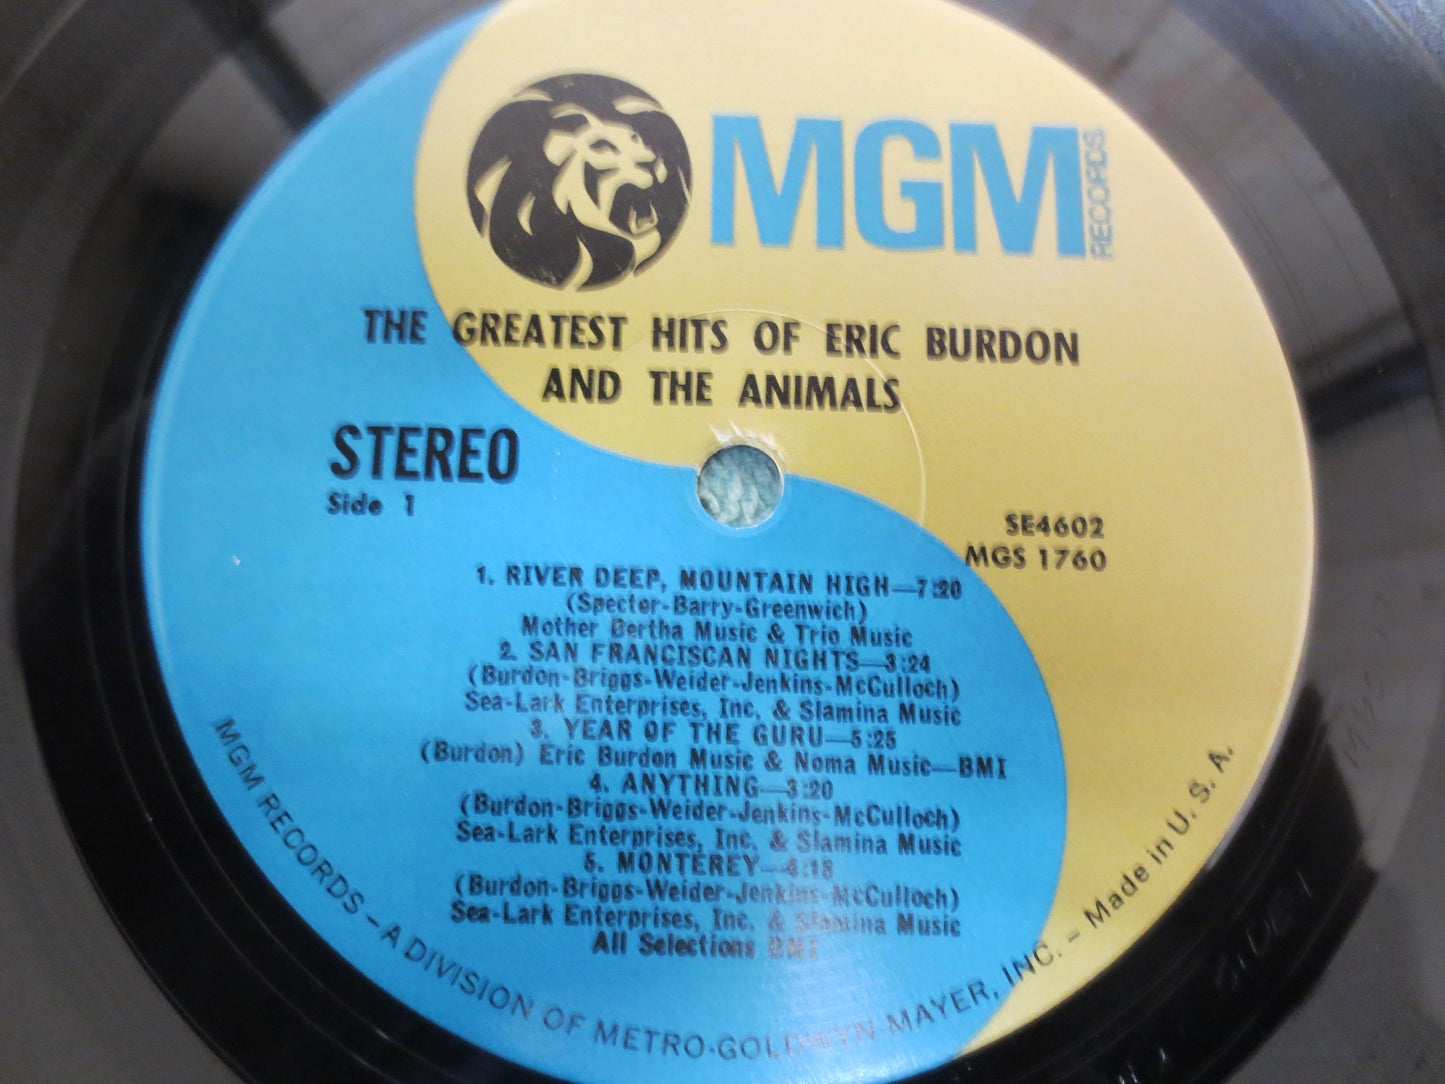 MGM
RECORDS
THE GREATEST HITS OF ERIC BURDON
AND THE ANIMALS
STEREO
Side 1
SE4602
MGS 1760
1. RIVER DEEP, MOUNTAIN HIGH—7:20
(Spector-Barry-Greenwich)
Mother Bertha Music & Trio Music
2. SAN FRANCISCAN NIGHTS—3:24
(Burdon-Briggs-Weider-Jenkins-McCulloch)
Sea-Lark Enterprises, Inc. & Slamina Music
3. YEAR OF THE GURU—5:25
(Burdon) Eric Burdon Music & Noma Music—BMI
4. ANYTHING—3:20
(Burdon-Briggs-Weider-Jenkins-McCulloch)
Sea-Lark Enterprises, Inc. & Slamina Music
5. MONTEREY—4:18
(Burdon-Briggs-Weider-Jenkins-McCulloch)
Sea-Lark Enterprises, Inc. & Slamina Music
All Selections BMI
MGM RECORDS – A DIVISION OF METRO-GOLDWYN-MAYER, INC. – Made in U. S. A.